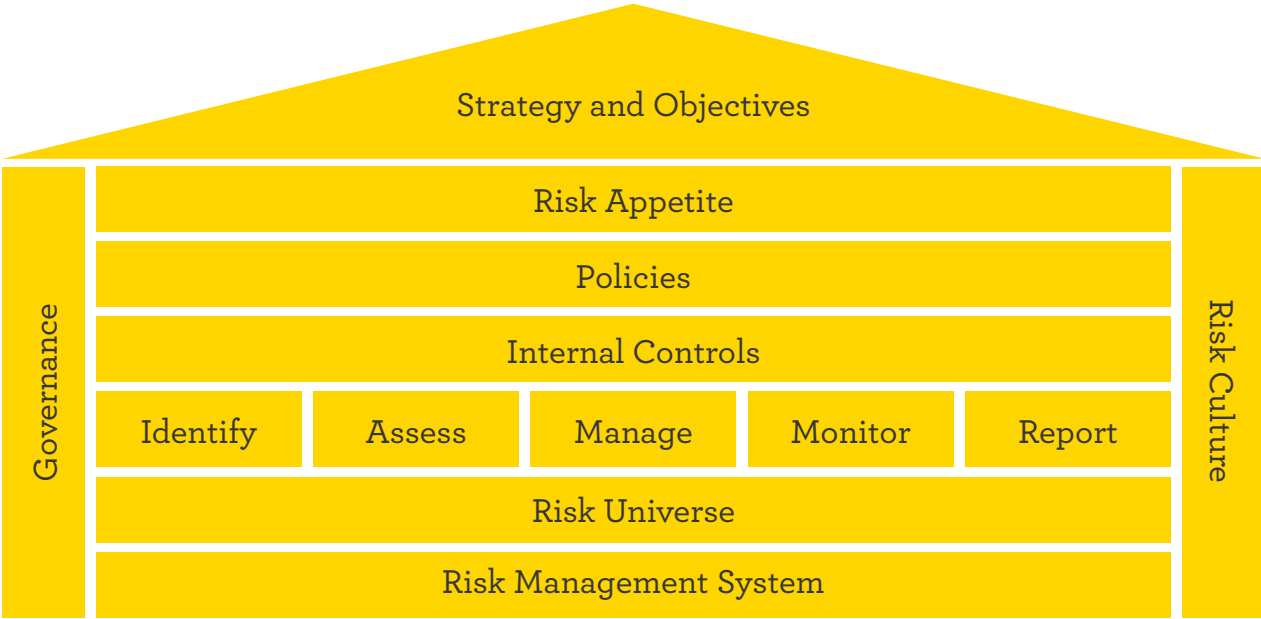 Strategy and Objectives
Governance
Risk Appetite
Policies
Internal Controls
Identify
Assess
Manage
Monitor
Report
Risk Universe
Risk Management System
Risk Culture